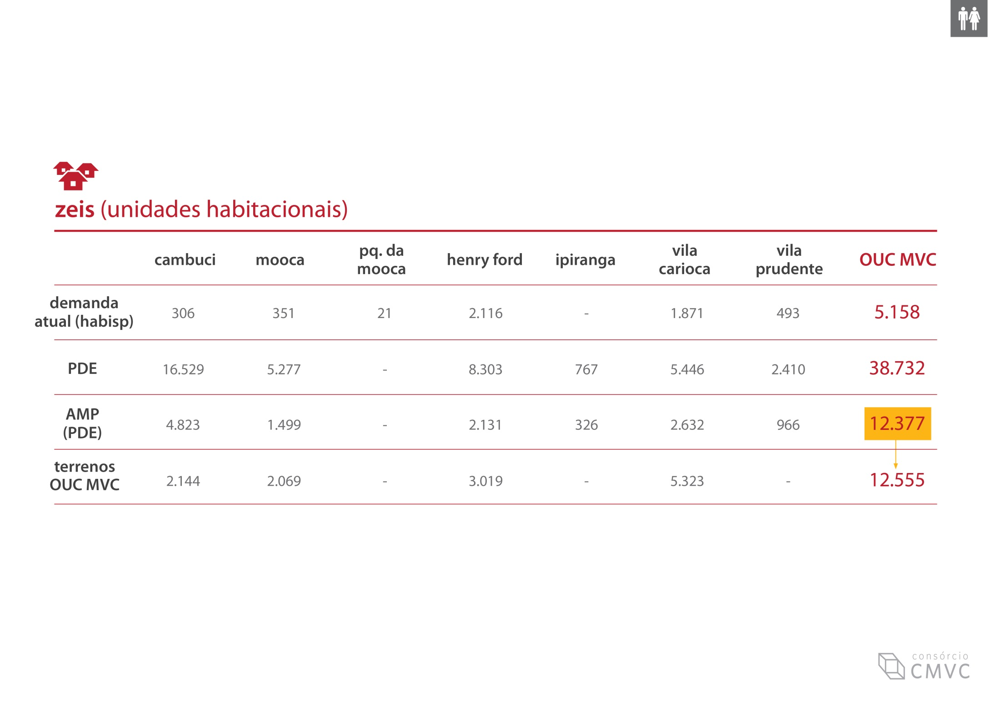 zeis (unidades habitacionais)
cambuci mooca pq. da mooca henry ford ipiranga vila carioca vila prudente OUC MVC
demanda atual (habisp) 306 351 21 2.116 - 1.871 493 5.158
PDE 16.529 5.277 - 8.303 767 5.446 2.410 38.732
AMP (PDE) 4.823 1.499 - 2.131 326 2.632 966 12.377
terrenos OUC MVC 2.144 2.069 - 3.019 - 5.323 - 12.555
consórcio
CMVC